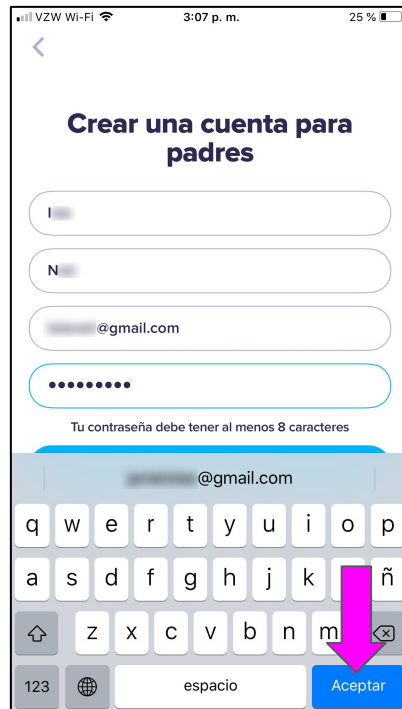 VZW Wi-Fi 3:07 p. m. 25 %
Crear una cuenta para
padres
I
N
@gmail.com
Tu contraseña debe tener al menos 8 caracteres
@gmail.com
q w e r t y u i o p
a s d f g h j k ñ
z x c v b n m
123 espacio Aceptar